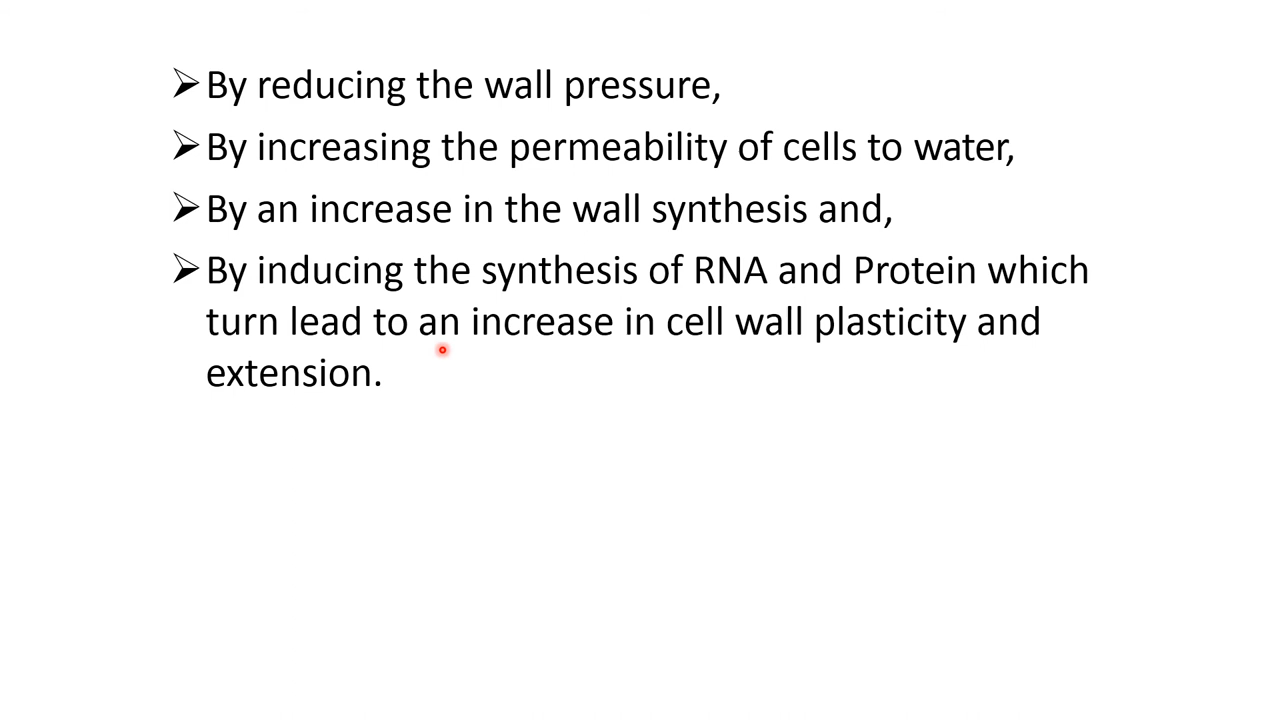 ➢By reducing the wall pressure,
➢By increasing the permeability of cells to water,
➢By an increase in the wall synthesis and,
➢By inducing the synthesis of RNA and Protein which
turn lead to an increase in cell wall plasticity and
extension.